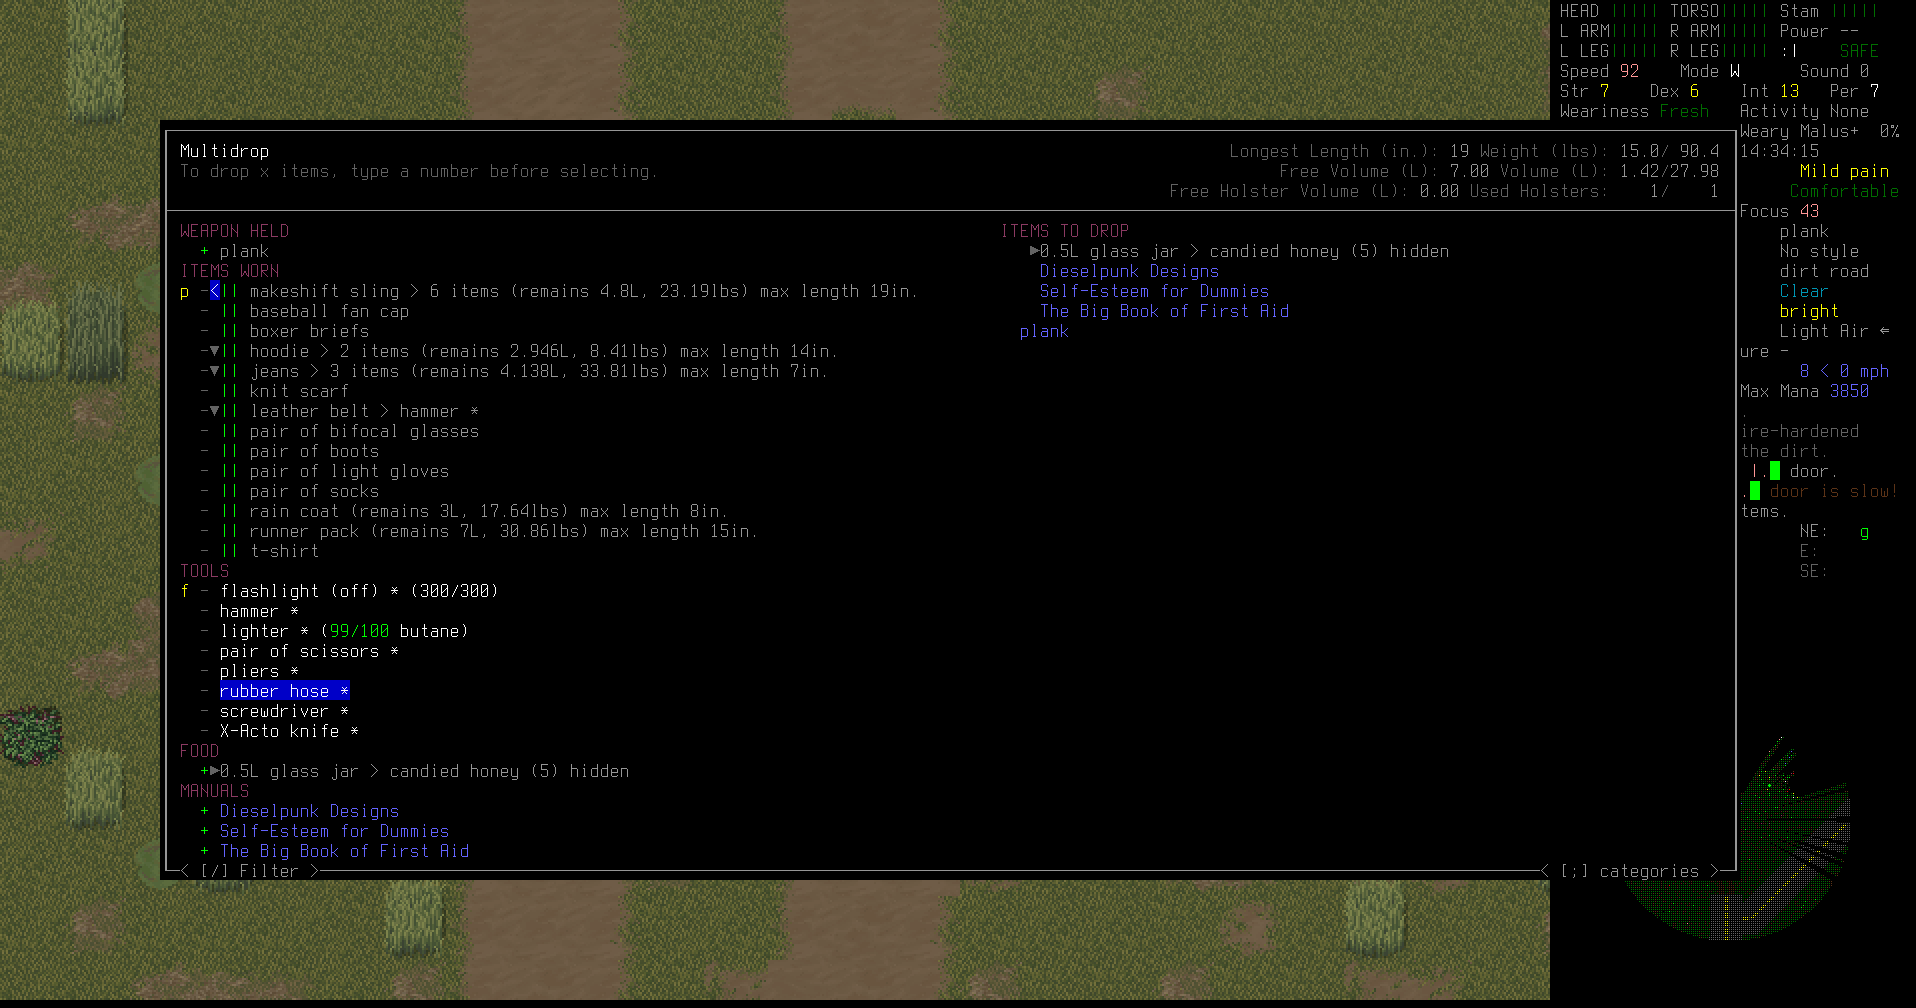 HEAD ||||| TORSO||||| Stam |||||
L ARM||||| R ARM||||| Power --
L LEG||||| R LEG||||| :| SAFE
Speed 92 Mode W Sound 0
Str 7 Dex 6 Int 13 Per 7
Weariness Fresh Activity None
Weary Malus+ 0%
14:34:15
Mild pain
Comfortable
Focus 43
plank
No style
dirt road
Clear
bright
Light Air ⇐
ure -
8 < 0 mph
Max Mana 3850
.
ire-hardened
the dirt.
|. door.
. door is slow!
tems.
NE: g
E:
SE:
Multidrop
To drop x items, type a number before selecting.
Longest Length (in.): 19 Weight (lbs): 15.0/ 90.4
Free Volume (L): 7.00 Volume (L): 1.42/27.98
Free Holster Volume (L): 0.00 Used Holsters: 1/ 1
WEAPON HELD
+ plank
ITEMS WORN
p -<|| makeshift sling > 6 items (remains 4.8L, 23.19lbs) max length 19in.
- || baseball fan cap
- || boxer briefs
-▼|| hoodie > 2 items (remains 2.946L, 8.41lbs) max length 14in.
-▼|| jeans > 3 items (remains 4.138L, 33.81lbs) max length 7in.
- || knit scarf
-▼|| leather belt > hammer *
- || pair of bifocal glasses
- || pair of boots
- || pair of light gloves
- || pair of socks
- || rain coat (remains 3L, 17.64lbs) max length 8in.
- || runner pack (remains 7L, 30.86lbs) max length 15in.
- || t-shirt
TOOLS
f - flashlight (off) * (300/300)
- hammer *
- lighter * (99/100 butane)
- pair of scissors *
- pliers *
- rubber hose *
- screwdriver *
- X-Acto knife *
FOOD
+▶0.5L glass jar > candied honey (5) hidden
MANUALS
+ Dieselpunk Designs
+ Self-Esteem for Dummies
+ The Big Book of First Aid
ITEMS TO DROP
▶0.5L glass jar > candied honey (5) hidden
Dieselpunk Designs
Self-Esteem for Dummies
The Big Book of First Aid
plank
< [/] Filter >
< [;] categories >